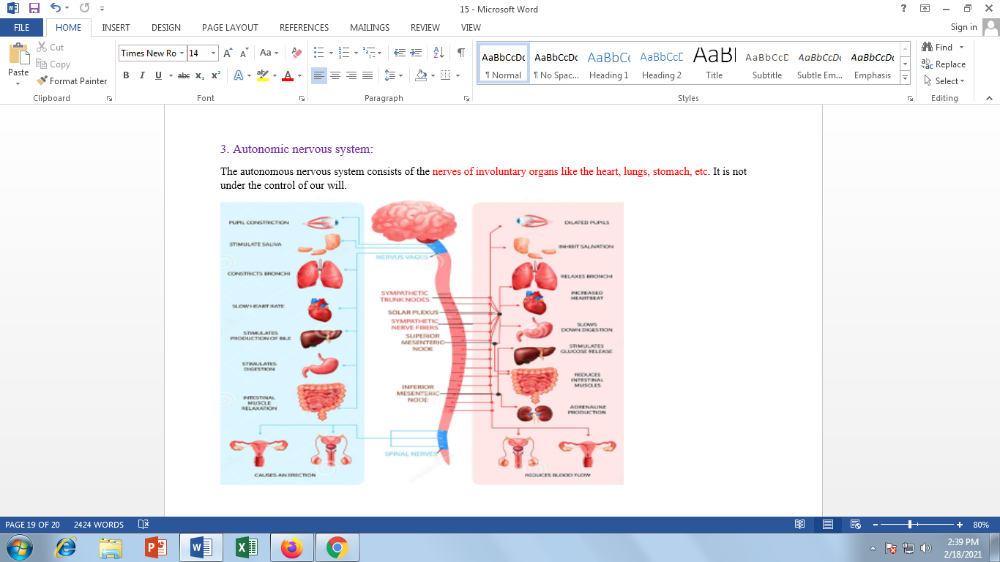 15 - Microsoft Word
FILE HOME INSERT DESIGN PAGE LAYOUT REFERENCES MAILINGS REVIEW VIEW Sign in
Paste
Cut
Copy
Format Painter
Times New Ro 14
AaBbCcDc AaBbCcDc AaBbCc AaBbCcE AaBl AaBbCcD AaBbCcDc AaBbCcDc
¶ Normal ¶ No Spac... Heading 1 Heading 2 Title Subtitle Subtle Em... Emphasis
Find
Replace
Select
Clipboard Font Paragraph Styles Editing
3. Autonomic nervous system:
The autonomous nervous system consists of the nerves of involuntary organs like the heart, lungs, stomach, etc. It is not
under the control of our will.
PUPIL CONSTRICTION
STIMULATE SALIVA
CONSTRICTS BRONCHI
SLOW HEART RATE
STIMULATES
PRODUCTION OF BILE
STIMULATES
DIGESTION
INTESTINAL
MUSCLE
RELAXATION
CAUSES AN ERECTION
NERVUS VAGUS
SYMPATHETIC
TRUNK NODES
SOLAR PLEXUS
SYMPATHETIC
NERVE FIBERS
SUPERIOR
MESENTERIC
NODE
INFERIOR
MESENTERIC
NODE
SPINAL NERVES
DILATED PUPILS
INHIBIT SALIVATION
RELAXES BRONCHI
INCREASED
HEARTBEAT
SLOWS
DOWN DIGESTION
STIMULATES
GLUCOSE RELEASE
REDUCES
INTESTINAL
MUSCLES
ADRENALINE
PRODUCTION
REDUCES BLOOD FLOW
PAGE 19 OF 20 2424 WORDS 80%
2:39 PM
2/18/2021